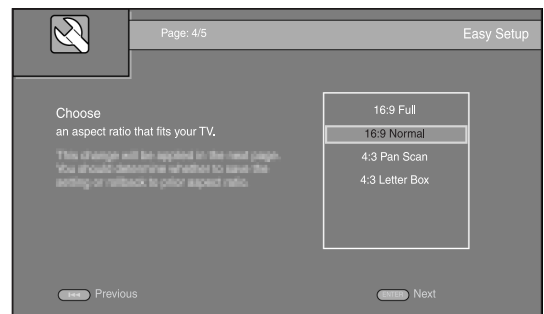 Page: 4/5
Easy Setup
Choose
an aspect ratio that fits your TV.
This change will be applied in the next page.
You should determine whether to save the
setting or rollback to prior aspect ratio.
16:9 Full
16:9 Normal
4:3 Pan Scan
4:3 Letter Box
Previous
ENTER Next